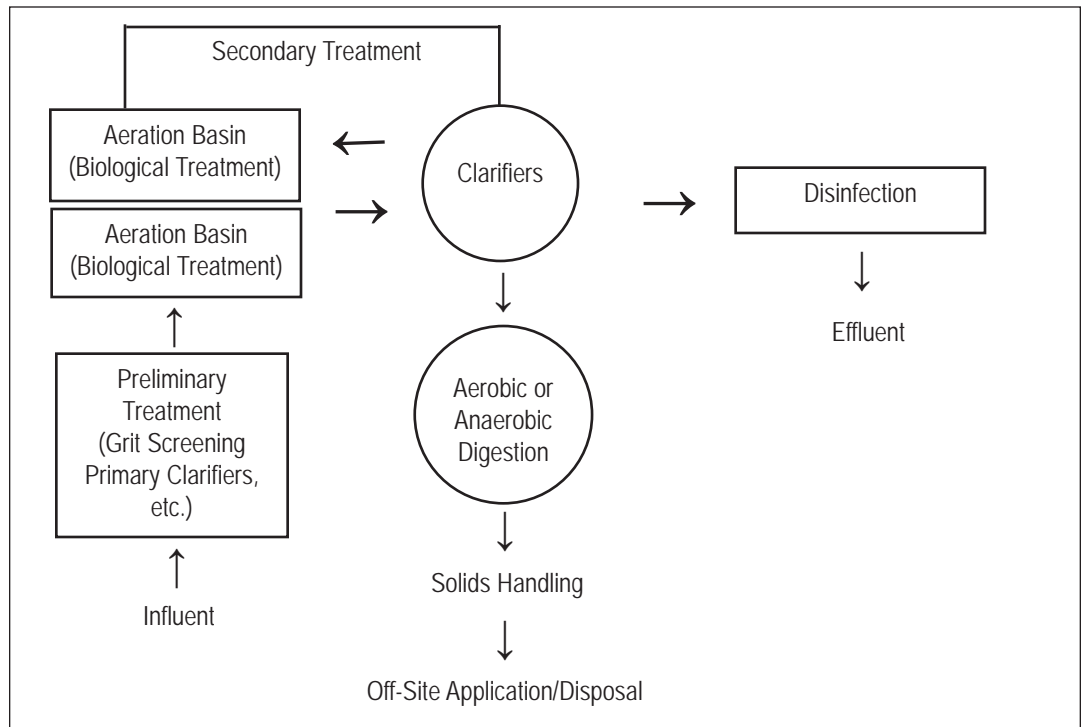 Secondary Treatment
Aeration Basin
(Biological Treatment)
Aeration Basin
(Biological Treatment)
Clarifiers
Disinfection
Effluent
Preliminary
Treatment
(Grit Screening
Primary Clarifiers,
etc.)
Influent
Aerobic or
Anaerobic
Digestion
Solids Handling
Off-Site Application/Disposal